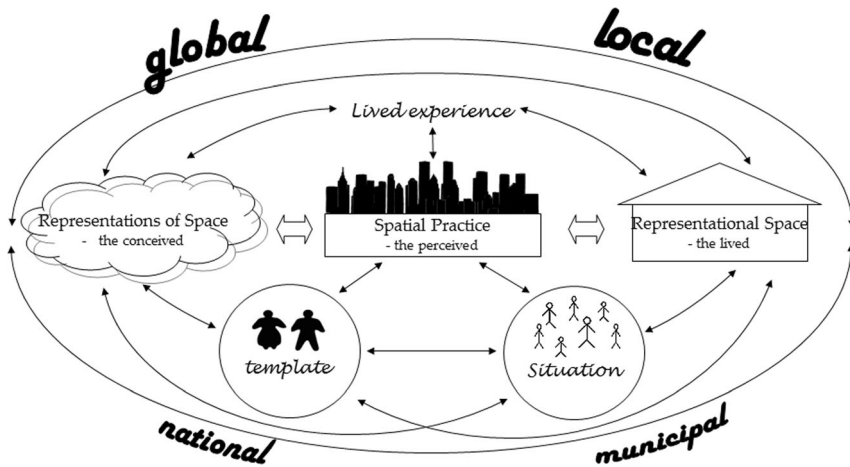 global
local
Lived experience
Representations of Space
- the conceived
Spatial Practice
- the perceived
Representational Space
- the lived
template
Situation
national
municipal